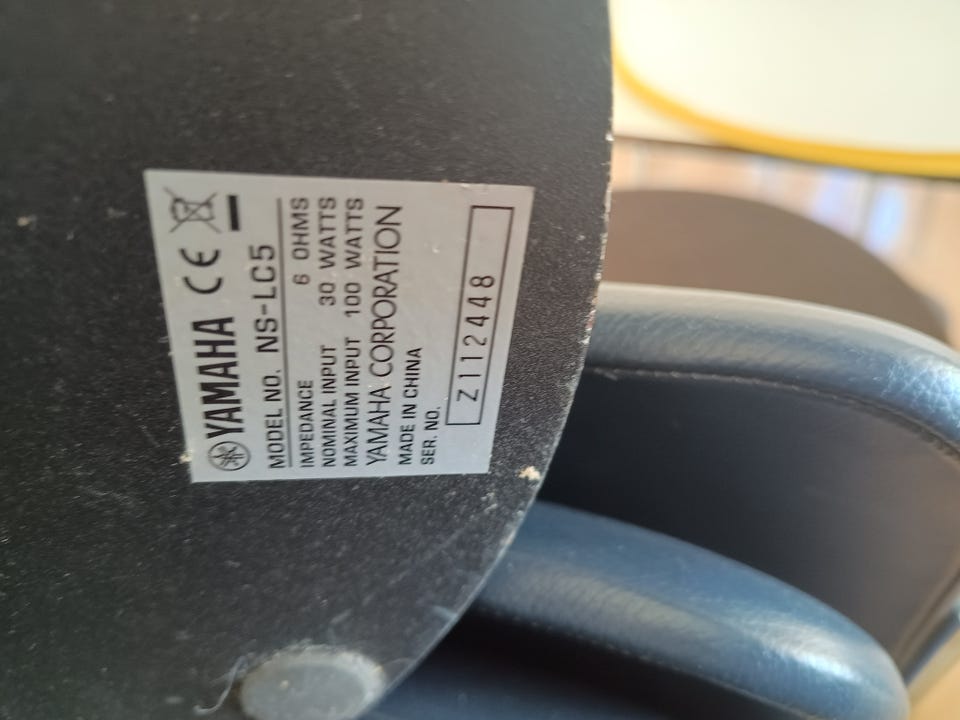 YAMAHA CE
MODEL NO. NS-LC5
IMPEDANCE 6 OHMS
NOMINAL INPUT 30 WATTS
MAXIMUM INPUT 100 WATTS
YAMAHA CORPORATION
MADE IN CHINA
SER. NO.
Z112448